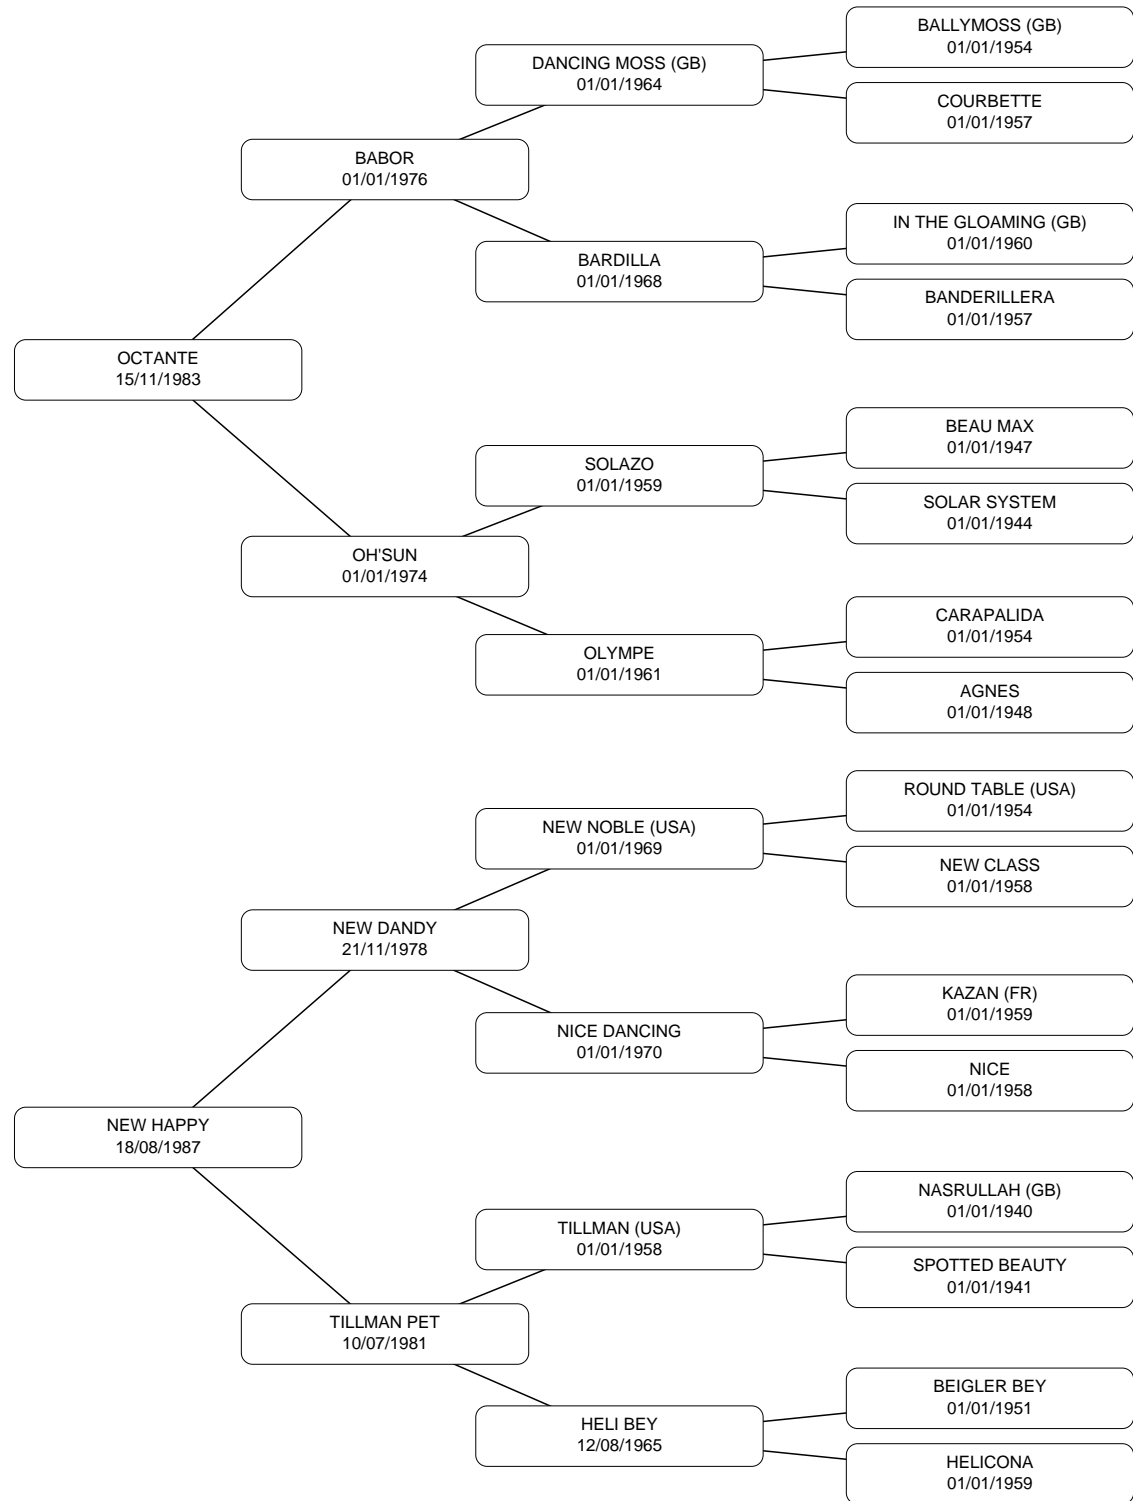 BALLYMOSS (GB)
01/01/1954
DANCING MOSS (GB)
01/01/1964
COURBETTE
01/01/1957
BABOR
01/01/1976
IN THE GLOAMING (GB)
01/01/1960
BARDILLA
01/01/1968
BANDERILLERA
01/01/1957
OCTANTE
15/11/1983
BEAU MAX
01/01/1947
SOLAZO
01/01/1959
SOLAR SYSTEM
01/01/1944
OH'SUN
01/01/1974
CARAPALIDA
01/01/1954
OLYMPE
01/01/1961
AGNES
01/01/1948
ROUND TABLE (USA)
01/01/1954
NEW NOBLE (USA)
01/01/1969
NEW CLASS
01/01/1958
NEW DANDY
21/11/1978
KAZAN (FR)
01/01/1959
NICE DANCING
01/01/1970
NICE
01/01/1958
NEW HAPPY
18/08/1987
NASRULLAH (GB)
01/01/1940
TILLMAN (USA)
01/01/1958
SPOTTED BEAUTY
01/01/1941
TILLMAN PET
10/07/1981
BEIGLER BEY
01/01/1951
HELI BEY
12/08/1965
HELICONA
01/01/1959